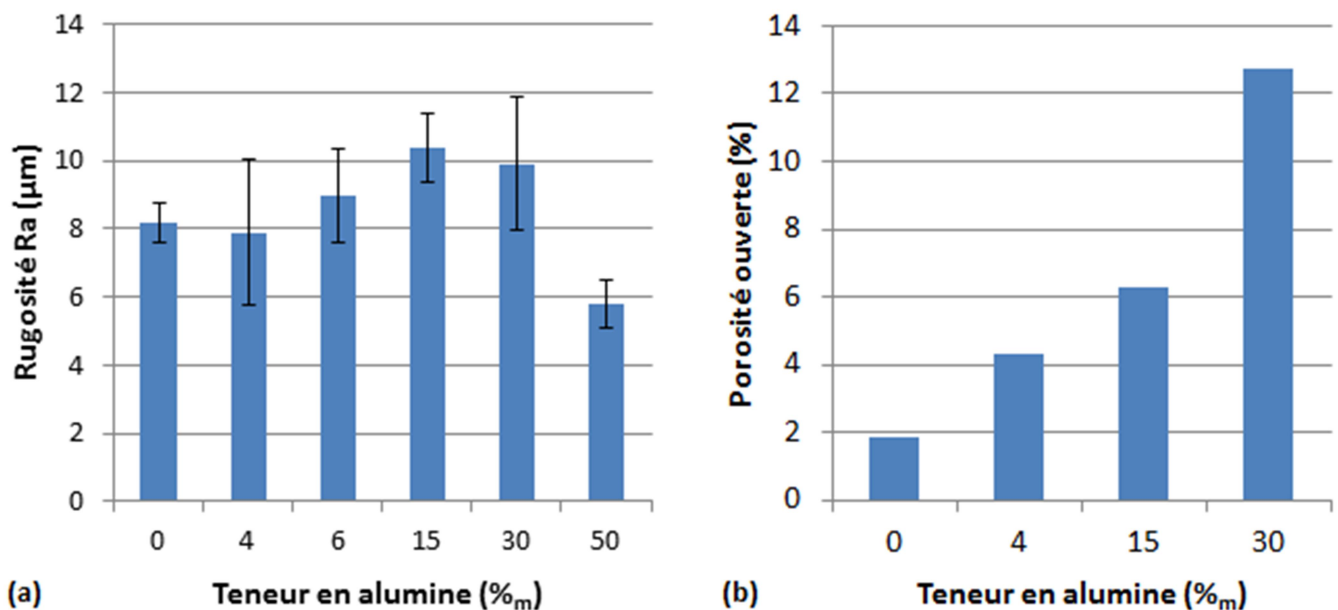 Rugosité Ra (µm)
14
12
10
8
6
4
2
0
0 4 6 15 30 50
(a) Teneur en alumine (%m)
Porosité ouverte (%)
14
12
10
8
6
4
2
0
0 4 15 30
(b) Teneur en alumine (%m)